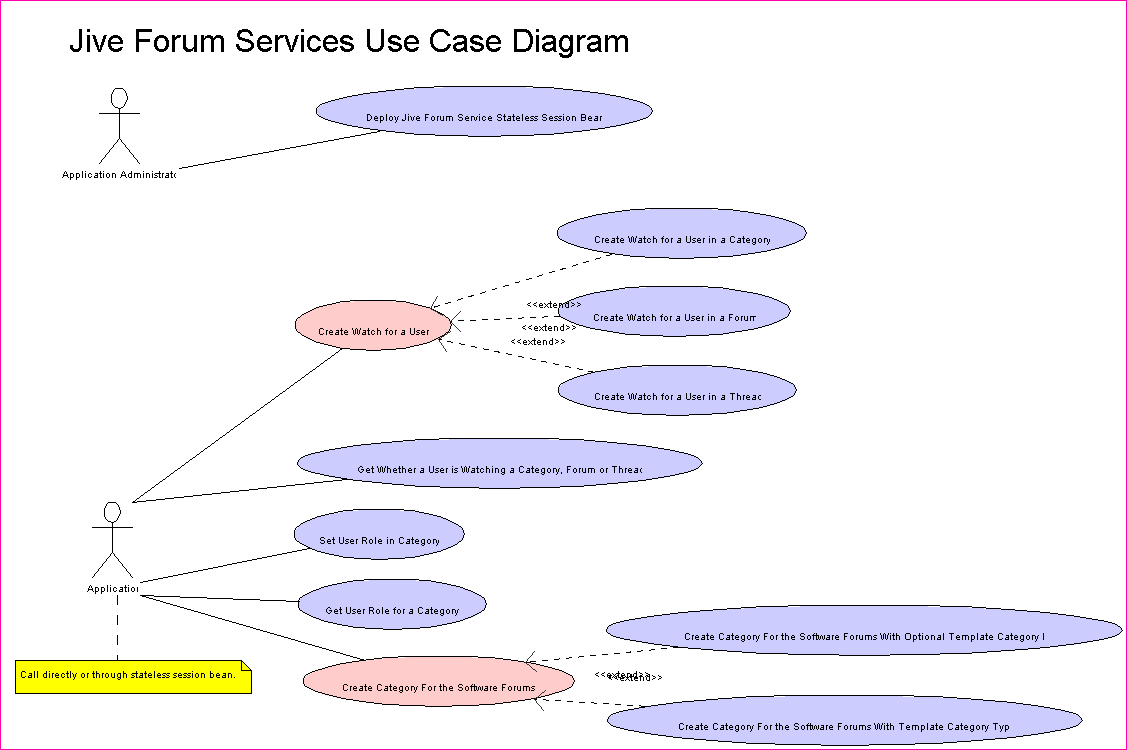 Jive Forum Services Use Case Diagram
Deploy Jive Forum Service Stateless Session Bear
Application Administrato
Create Watch for a User in a Category
<<extend>>
Create Watch for a User in a Forum
<<extend>>
Create Watch for a User
<<extend>>
Create Watch for a User in a Threac
Get Whether a User is Watching a Category, Forum or Threac
Set User Role in Category
Application
Get User Role for a Category
Create Category For the Software Forums With Optional Template Category I
Call directly or through stateless session bean.
<<extend>>
<<extend>>
Create Category For the Software Forums
Create Category For the Software Forums With Template Category Typ